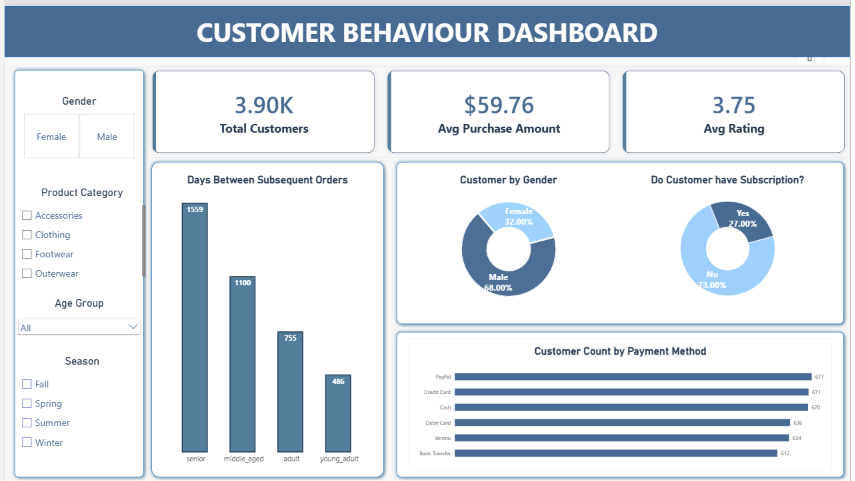 CUSTOMER BEHAVIOUR DASHBOARD
Gender
Female
Male
Product Category
Accessories
Clothing
Footwear
Outerwear
Age Group
All
Season
Fall
Spring
Summer
Winter
3.90K
Total Customers
$59.76
Avg Purchase Amount
3.75
Avg Rating
Days Between Subsequent Orders
1559
1100
755
486
senior
middle_aged
adult
young_adult
Customer by Gender
Female
32.00%
Male
68.00%
Do Customer have Subscription?
Yes
27.00%
No
73.00%
Customer Count by Payment Method
PayPal 677
Credit Card 671
Cash 670
Debit Card 636
Venmo 634
Bank Transfer 612